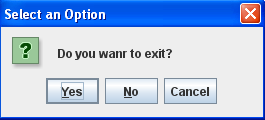 Select an Option
?
Do you wanr to exit?
Yes No Cancel